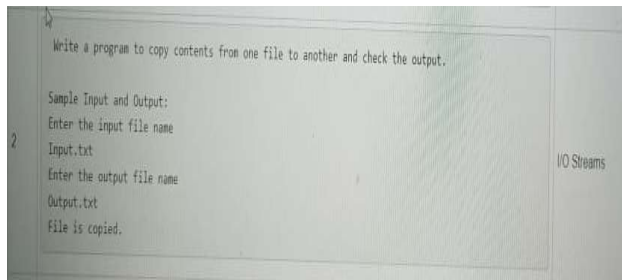 Write a program to copy contents from one file to another and check the output.
Sample Input and Output:
Enter the input file name
2
Input.txt
I/O Streams
Enter the output file name
Output.txt
File is copied.